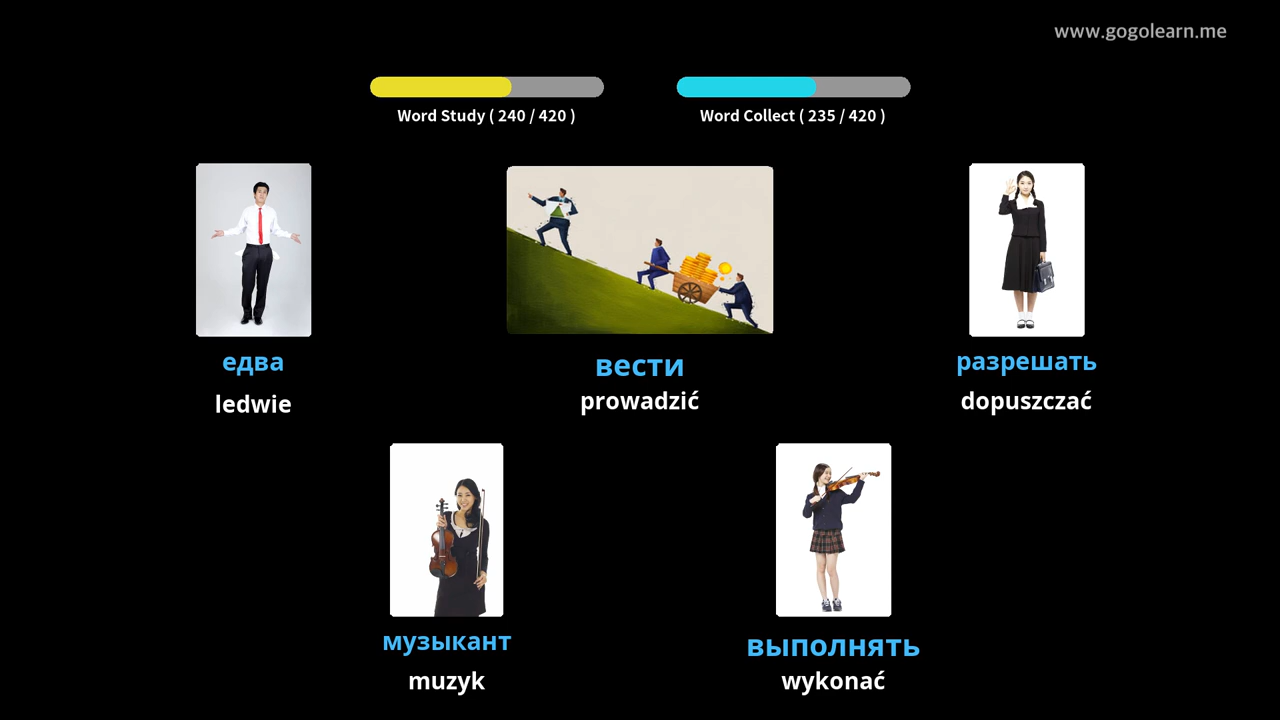 www.gogolearn.me
Word Study ( 240 / 420 )
Word Collect ( 235 / 420 )
едва
ledwie
вести
prowadzić
разрешать
dopuszczać
музыкант
muzyk
выполнять
wykonać